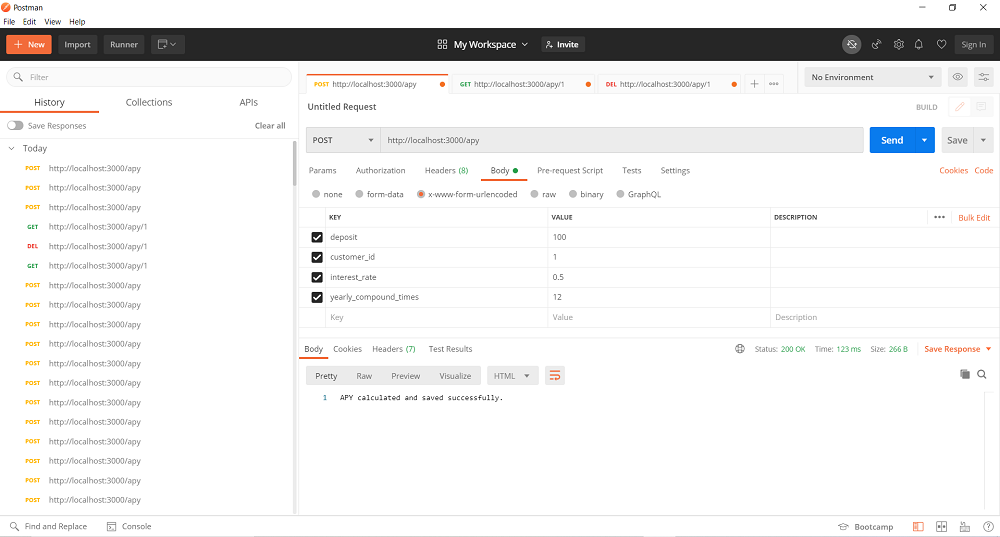 Postman
File Edit View Help
New Import Runner My Workspace Invite Sign In
Filter
History Collections APIs
Save Responses Clear all
Today
POST http://localhost:3000/apy
POST http://localhost:3000/apy
POST http://localhost:3000/apy
GET http://localhost:3000/apy/1
DEL http://localhost:3000/apy/1
GET http://localhost:3000/apy/1
POST http://localhost:3000/apy
POST http://localhost:3000/apy
POST http://localhost:3000/apy
POST http://localhost:3000/apy
POST http://localhost:3000/apy
POST http://localhost:3000/apy
POST http://localhost:3000/apy
POST http://localhost:3000/apy
POST http://localhost:3000/apy
POST http://localhost:3000/apy
POST http://localhost:3000/apy
POST http://localhost:3000/apy
POST http://localhost:3000/apy GET http://localhost:3000/apy/1 DEL http://localhost:3000/apy/1 No Environment
Untitled Request BUILD
POST http://localhost:3000/apy Send Save
Params Authorization Headers (8) Body Pre-request Script Tests Settings Cookies Code
none form-data x-www-form-urlencoded raw binary GraphQL
KEY VALUE DESCRIPTION Bulk Edit
deposit 100
customer_id 1
interest_rate 0.5
yearly_compound_times 12
Key Value Description
Body Cookies Headers (7) Test Results Status: 200 OK Time: 123 ms Size: 266 B Save Response
Pretty Raw Preview Visualize HTML
1 APY calculated and saved successfully.
Find and Replace Console Bootcamp